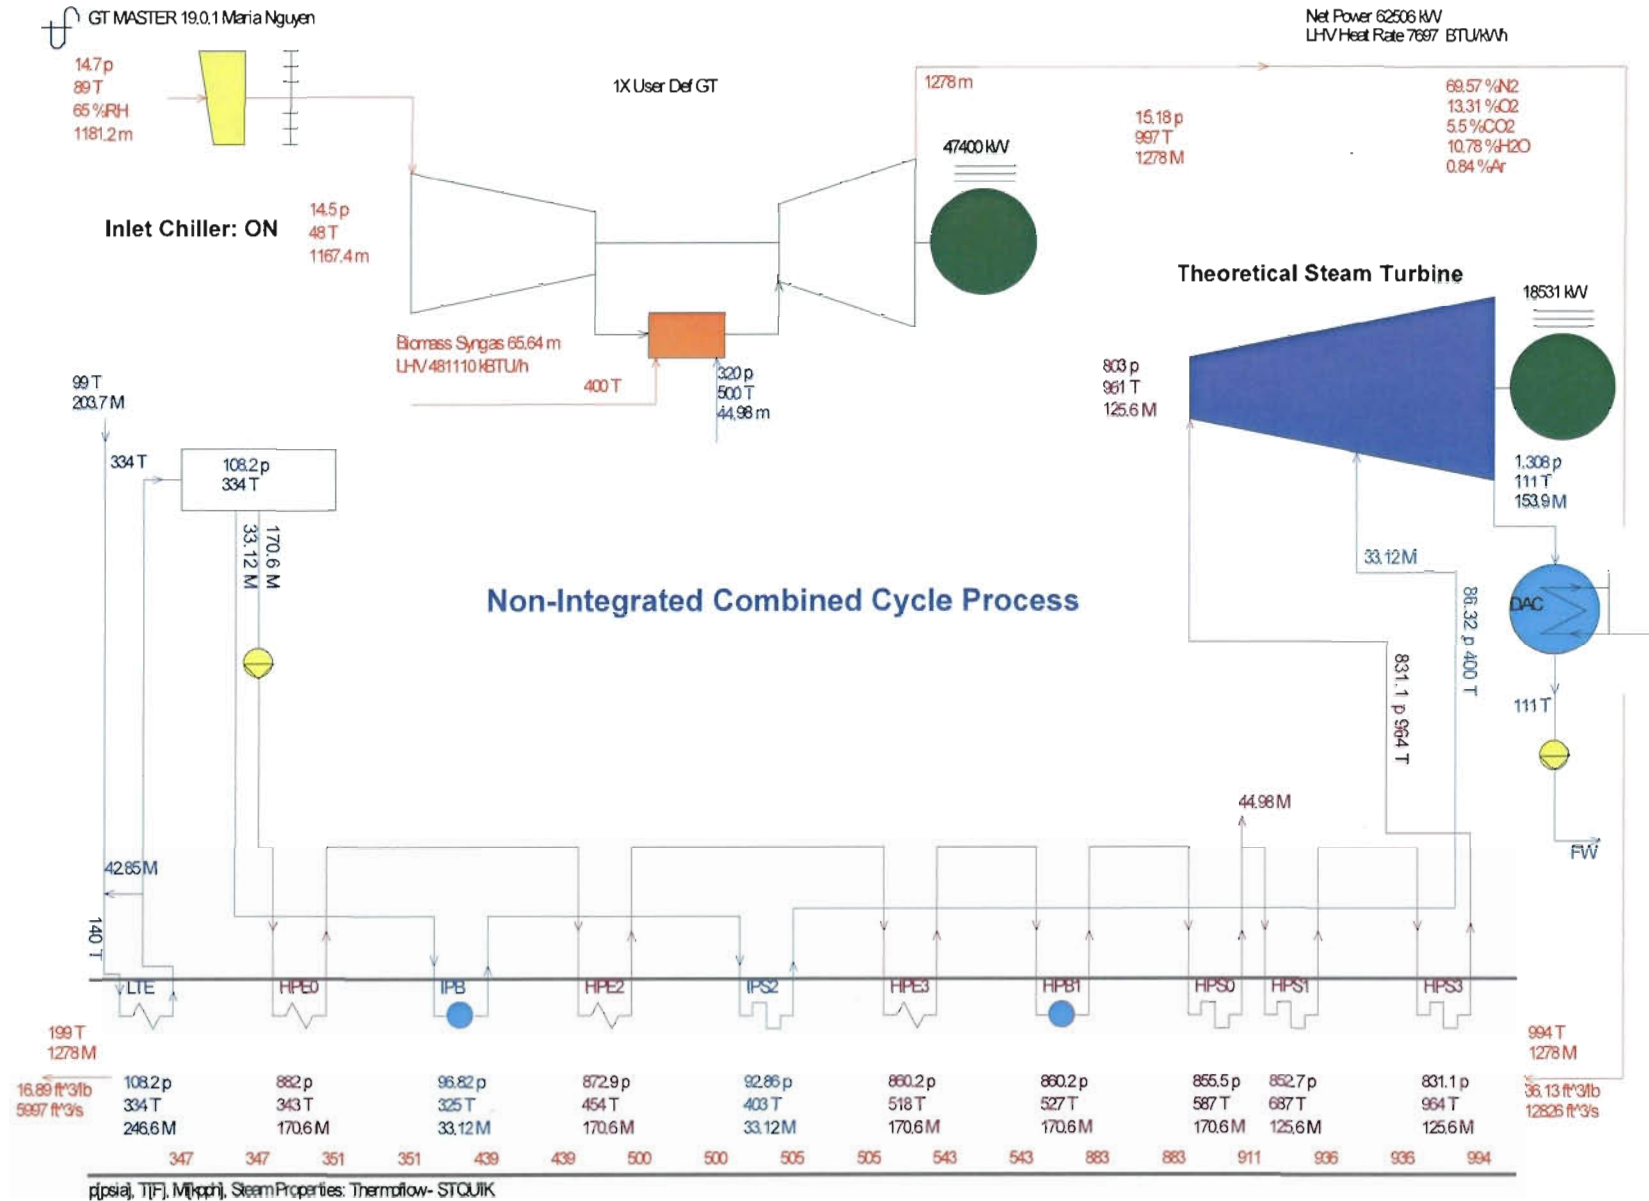 GT MASTER 19.0.1 Maria Nguyen
Net Power 62506 kW
LHV Heat Rate 7697 BTU/kWh
14.7 p
89 T
65 %RH
1181.2 m
1X User Def GT
1278 m
15.18 p
997 T
1278 M
69.57 %N2
13.31 %O2
5.5 %CO2
10.78 %H2O
0.84 %Ar
47400 kW
Inlet Chiller: ON
14.5 p
48 T
1167.4 m
Theoretical Steam Turbine
18531 kW
Biomass Syngas 65.64 m
LHV 481110 kBTU/h
400 T
320 p
500 T
44.98 m
803 p
961 T
125.6 M
99 T
203.7 M
334 T
108.2 p
334 T
1.308 p
111 T
153.9 M
33.12 M
170.6 M
33.12 M
Non-Integrated Combined Cycle Process
86.32 p 400 T
DAC
831.1 p 964 T
111 T
44.98 M
FW
42.85 M
140 T
LTE
HPE0
IPB
HPE2
IPS2
HPE3
HPB1
HPS0
HPS1
HPS3
199 T
1278 M
16.89 ft^3/lb
5997 ft^3/s
994 T
1278 M
36.13 ft^3/lb
12826 ft^3/s
108.2 p 882 p 96.82 p 872.9 p 92.86 p 860.2 p 860.2 p 855.5 p 852.7 p 831.1 p
334 T 343 T 325 T 454 T 403 T 518 T 527 T 587 T 687 T 964 T
246.6 M 170.6 M 33.12 M 170.6 M 33.12 M 170.6 M 170.6 M 170.6 M 125.6 M 125.6 M
347 347 351 351 439 439 500 500 505 505 543 543 883 883 911 936 936 994
p[psia], T[F], M[kpph], Steam Properties: Thermoflow - STQUIK